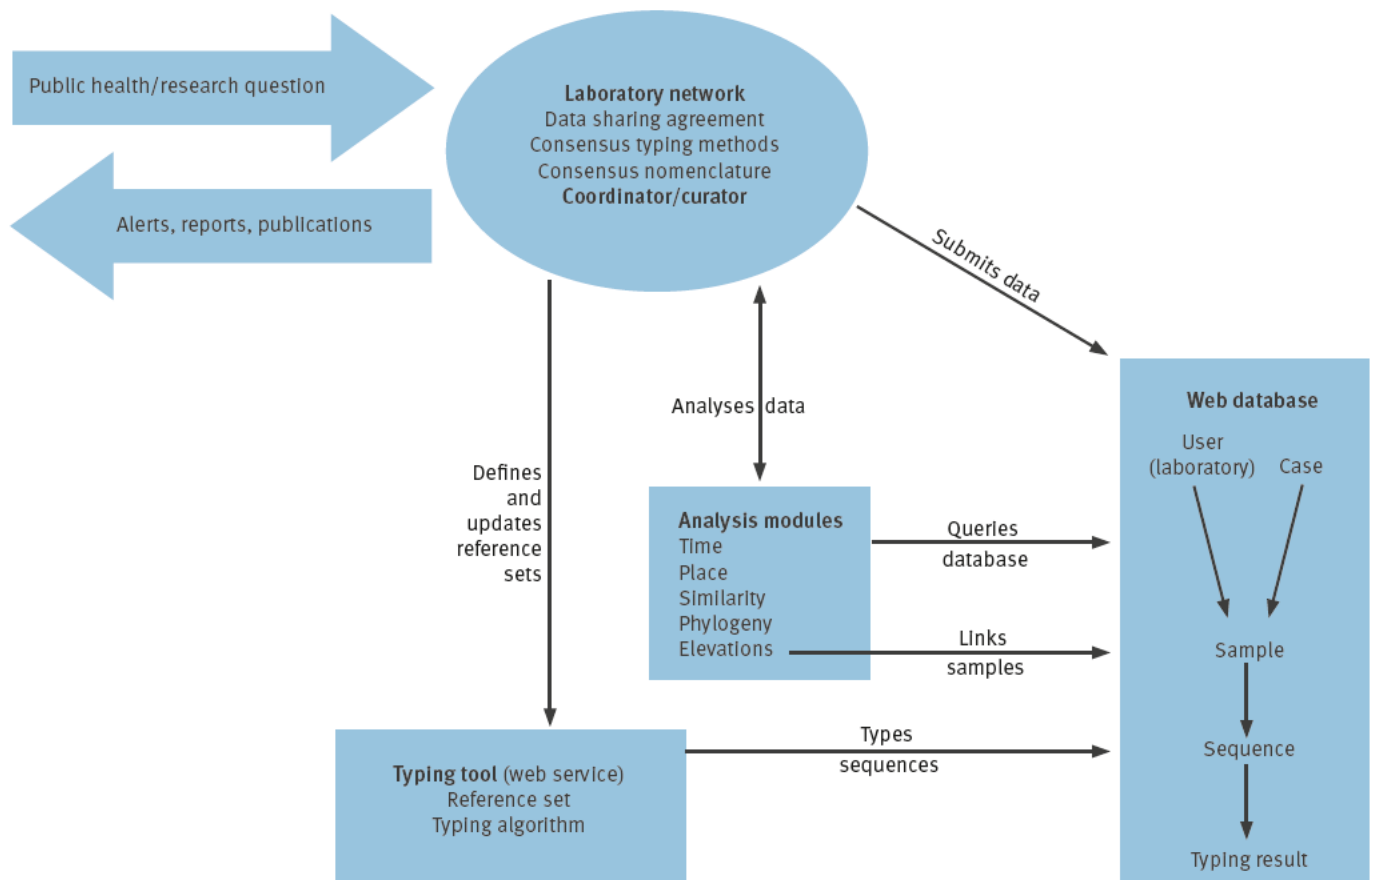 Public health/research question
Alerts, reports, publications
Laboratory network
Data sharing agreement
Consensus typing methods
Consensus nomenclature
Coordinator/curator
Submits data
Analyses data
Defines
and
updates
reference
sets
Analysis modules
Time
Place
Similarity
Phylogeny
Elevations
Queries
database
Links
samples
Typing tool (web service)
Reference set
Typing algorithm
Types
sequences
Web database
User
(laboratory)
Case
Sample
Sequence
Typing result